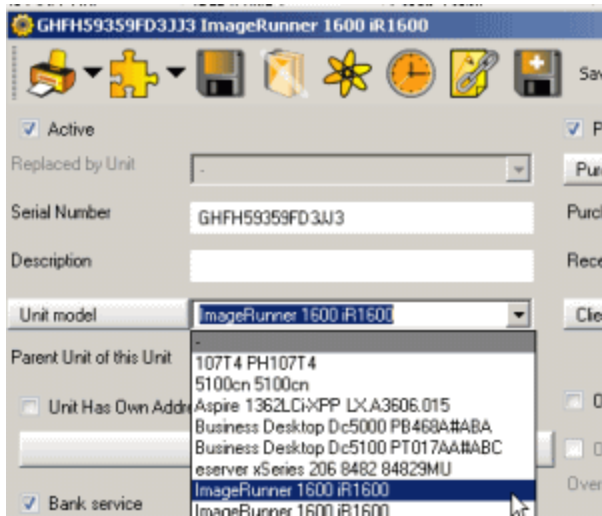 GHFH59359FD3JJ3 ImageRunner 1600 iR1600
Active
Replaced by Unit
-
Serial Number
GHFH59359FD3JJ3
Description
Unit model
ImageRunner 1600 iR1600
-
Parent Unit of this Unit
107T4 PH107T4
5100cn 5100cn
Unit Has Own Addre
Aspire 1362LCi-XPP LX.A3606.015
Business Desktop Dc5000 PB468A#ABA
Business Desktop Dc5100 PT017AA#ABC
eserver xSeries 206 8482 84829MU
ImageRunner 1600 iR1600
Bank service
ImageRunner 1600 iR1600
Sav
P
Pur
Purch
Rece
Clie
O
O
Over